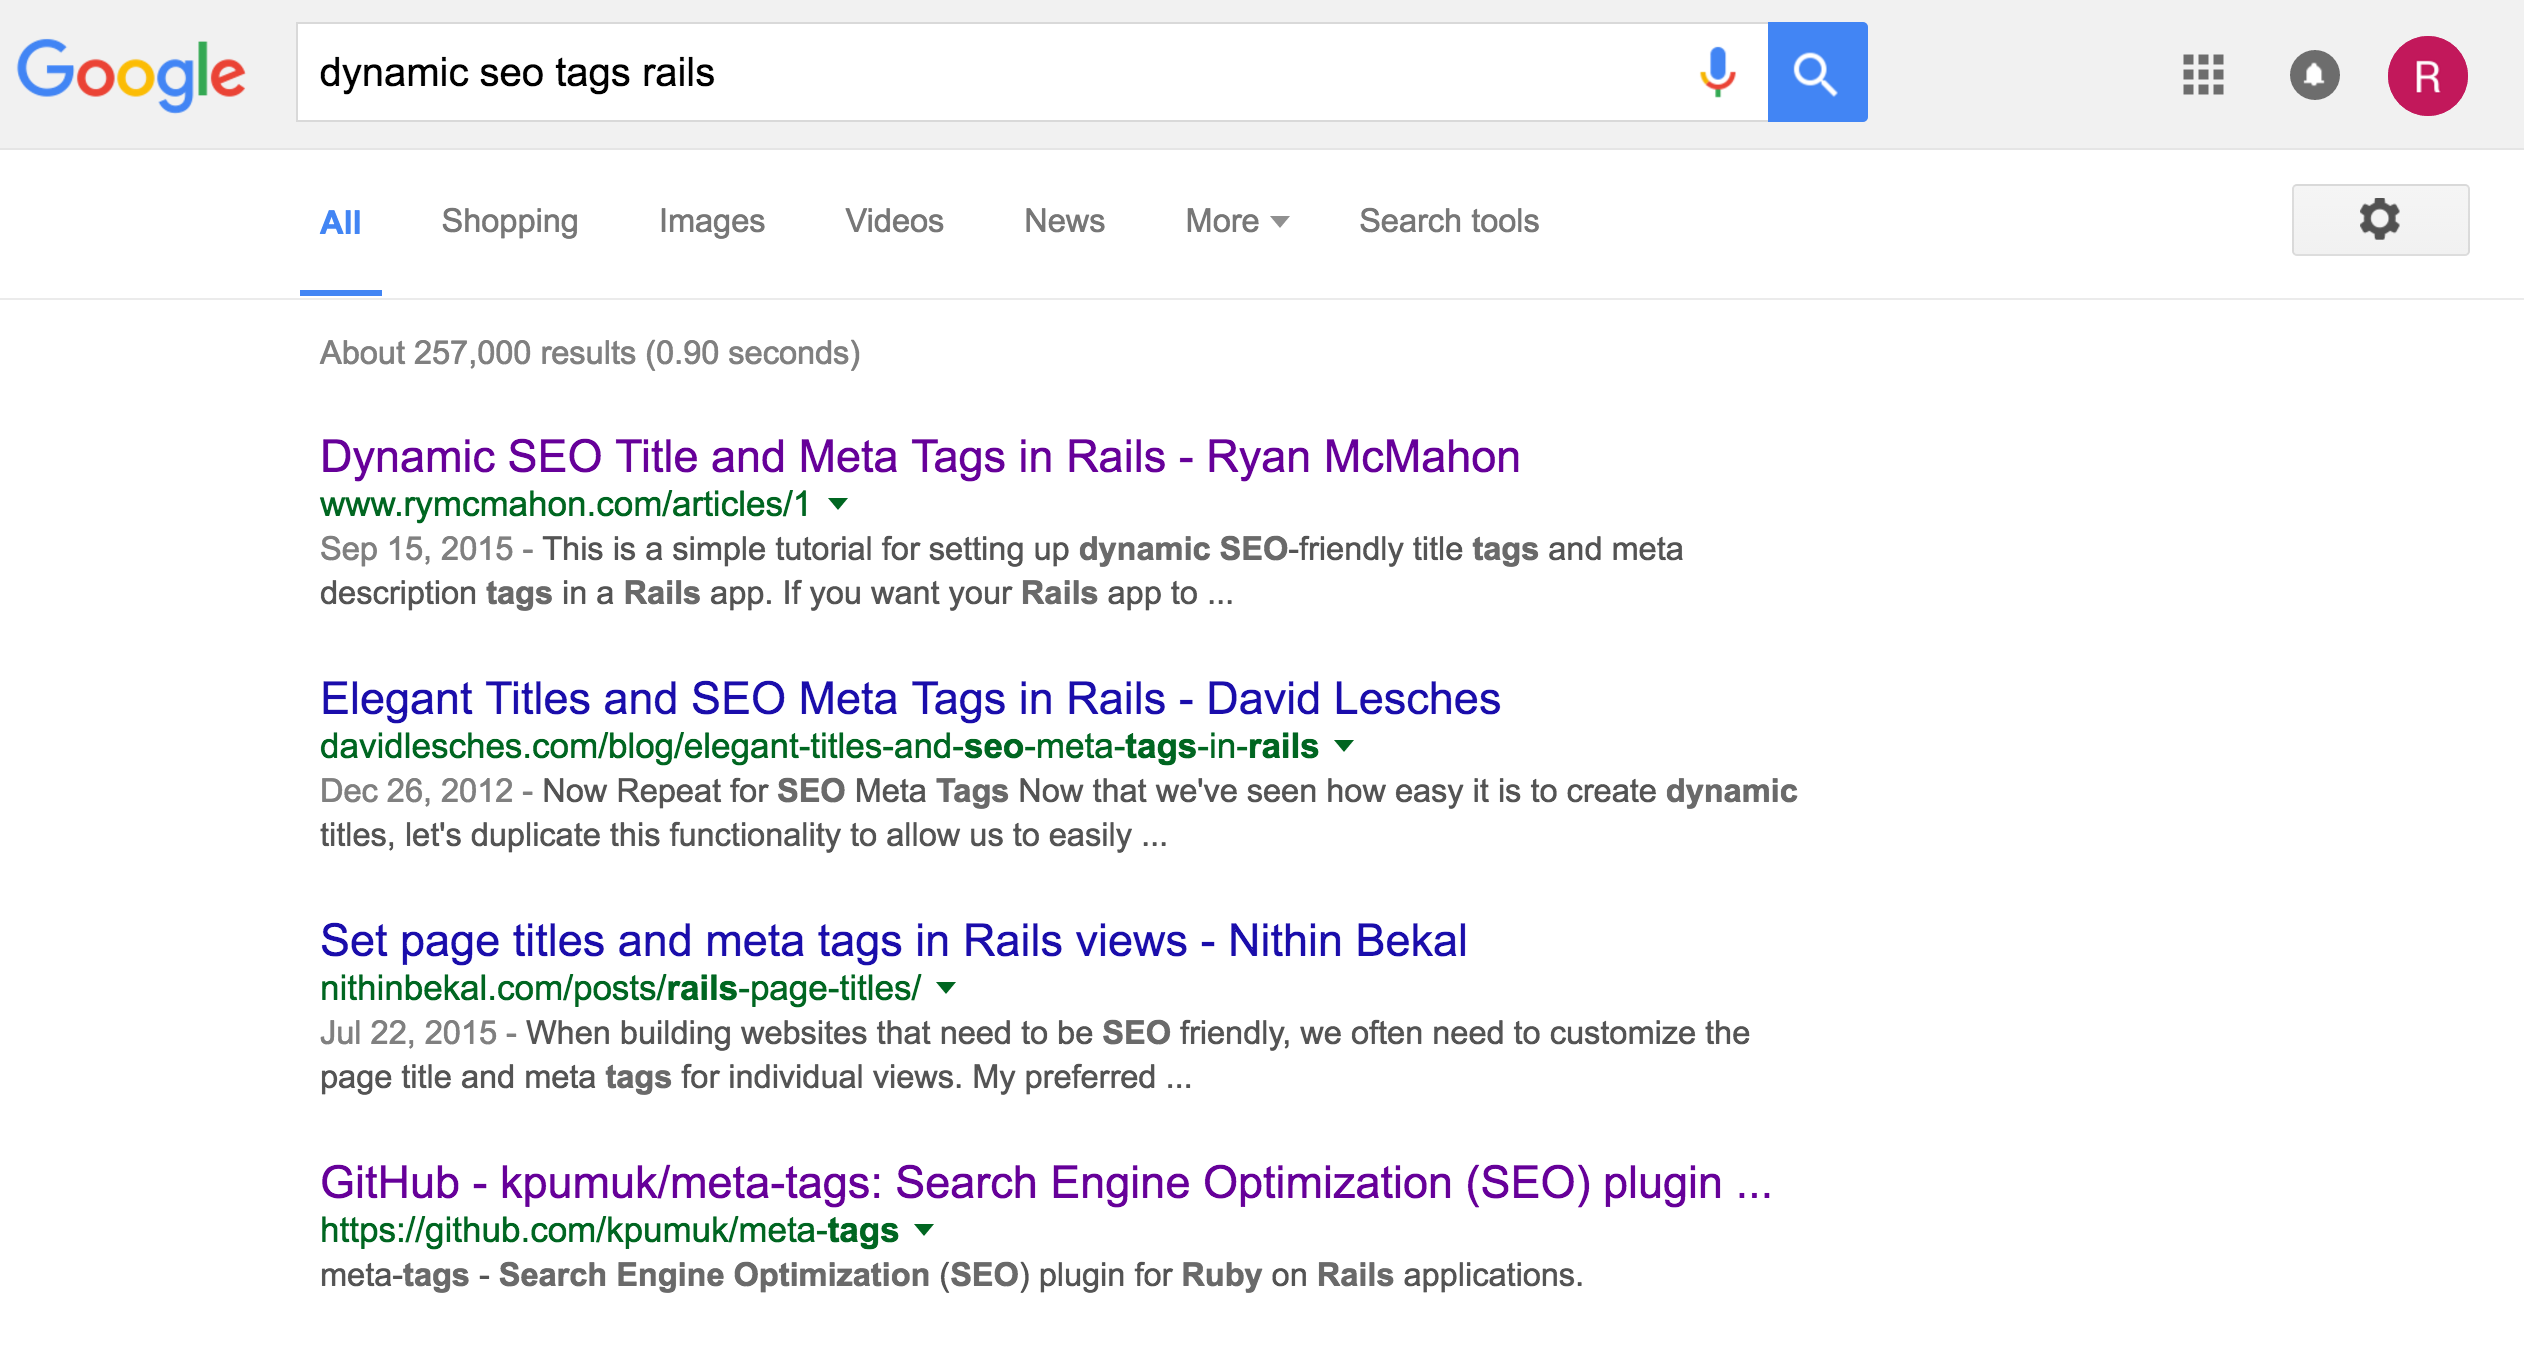 Google
dynamic seo tags rails
R
All Shopping Images Videos News More Search tools
About 257,000 results (0.90 seconds)
Dynamic SEO Title and Meta Tags in Rails - Ryan McMahon
www.rymcmahon.com/articles/1
Sep 15, 2015 - This is a simple tutorial for setting up dynamic SEO-friendly title tags and meta
description tags in a Rails app. If you want your Rails app to ...
Elegant Titles and SEO Meta Tags in Rails - David Lesches
davidlesches.com/blog/elegant-titles-and-seo-meta-tags-in-rails
Dec 26, 2012 - Now Repeat for SEO Meta Tags Now that we've seen how easy it is to create dynamic
titles, let's duplicate this functionality to allow us to easily ...
Set page titles and meta tags in Rails views - Nithin Bekal
nithinbekal.com/posts/rails-page-titles/
Jul 22, 2015 - When building websites that need to be SEO friendly, we often need to customize the
page title and meta tags for individual views. My preferred ...
GitHub - kpumuk/meta-tags: Search Engine Optimization (SEO) plugin ...
https://github.com/kpumuk/meta-tags
meta-tags - Search Engine Optimization (SEO) plugin for Ruby on Rails applications.